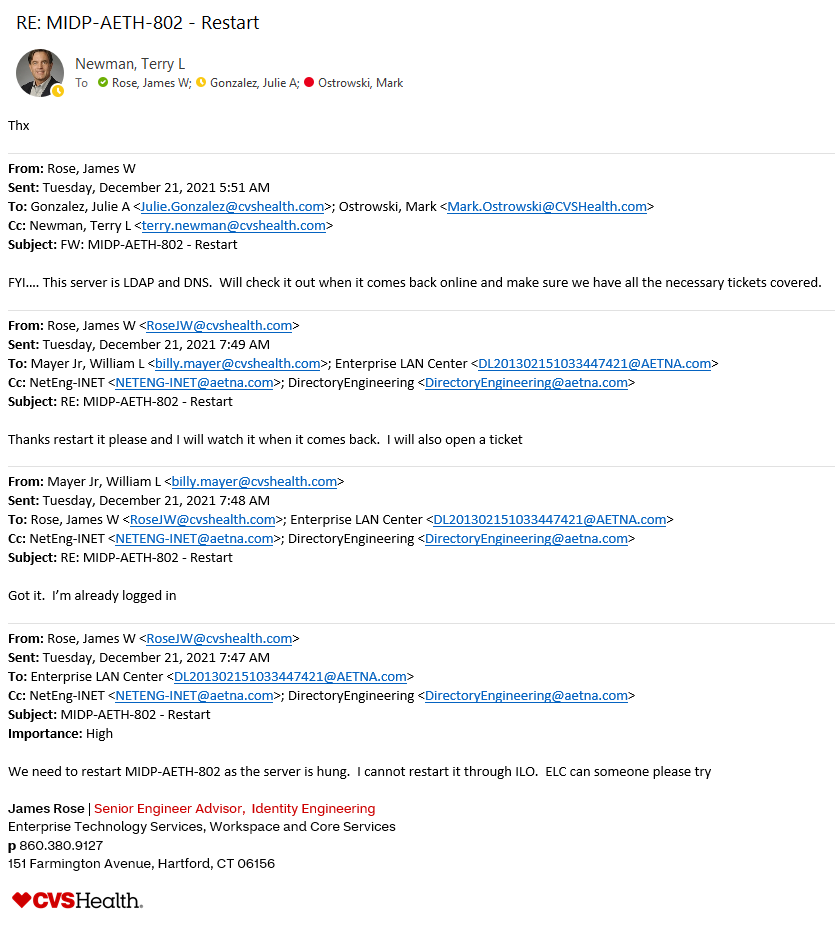 RE: MIDP-AETH-802 - Restart
Newman, Terry L
To Rose, James W; Gonzalez, Julie A; Ostrowski, Mark
Thx
From: Rose, James W
Sent: Tuesday, December 21, 2021 5:51 AM
To: Gonzalez, Julie A <Julie.Gonzalez@cvshealth.com>; Ostrowski, Mark <Mark.Ostrowski@CVSHealth.com>
Cc: Newman, Terry L <terry.newman@cvshealth.com>
Subject: FW: MIDP-AETH-802 - Restart
FYI.... This server is LDAP and DNS.  Will check it out when it comes back online and make sure we have all the necessary tickets covered.
From: Rose, James W <RoseJW@cvshealth.com>
Sent: Tuesday, December 21, 2021 7:49 AM
To: Mayer Jr, William L <billy.mayer@cvshealth.com>; Enterprise LAN Center <DL201302151033447421@AETNA.com>
Cc: NetEng-INET <NETENG-INET@aetna.com>; DirectoryEngineering <DirectoryEngineering@aetna.com>
Subject: RE: MIDP-AETH-802 - Restart
Thanks restart it please and I will watch it when it comes back.  I will also open a ticket
From: Mayer Jr, William L <billy.mayer@cvshealth.com>
Sent: Tuesday, December 21, 2021 7:48 AM
To: Rose, James W <RoseJW@cvshealth.com>; Enterprise LAN Center <DL201302151033447421@AETNA.com>
Cc: NetEng-INET <NETENG-INET@aetna.com>; DirectoryEngineering <DirectoryEngineering@aetna.com>
Subject: RE: MIDP-AETH-802 - Restart
Got it.  I'm already logged in
From: Rose, James W <RoseJW@cvshealth.com>
Sent: Tuesday, December 21, 2021 7:47 AM
To: Enterprise LAN Center <DL201302151033447421@AETNA.com>
Cc: NetEng-INET <NETENG-INET@aetna.com>; DirectoryEngineering <DirectoryEngineering@aetna.com>
Subject: MIDP-AETH-802 - Restart
Importance: High
We need to restart MIDP-AETH-802 as the server is hung.  I cannot restart it through ILO.  ELC can someone please try
James Rose | Senior Engineer Advisor,  Identity Engineering
Enterprise Technology Services, Workspace and Core Services
p 860.380.9127
151 Farmington Avenue, Hartford, CT 06156
CVSHealth.